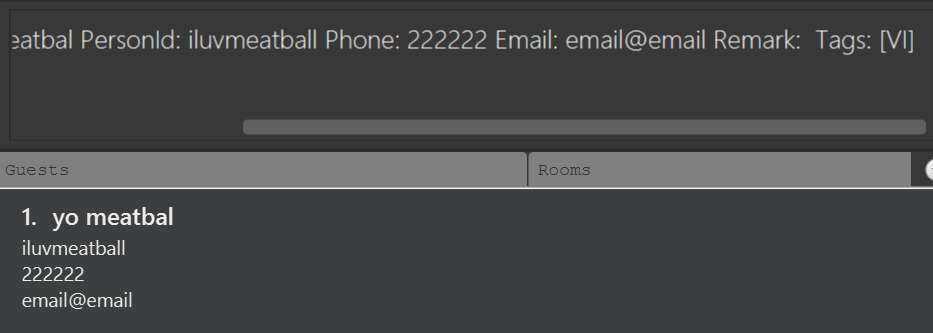 eatbal PersonId: iluvmeatball Phone: 222222 Email: email@email Remark:  Tags: [VI]
Guests
Rooms
1. yo meatbal
iluvmeatball
222222
email@email